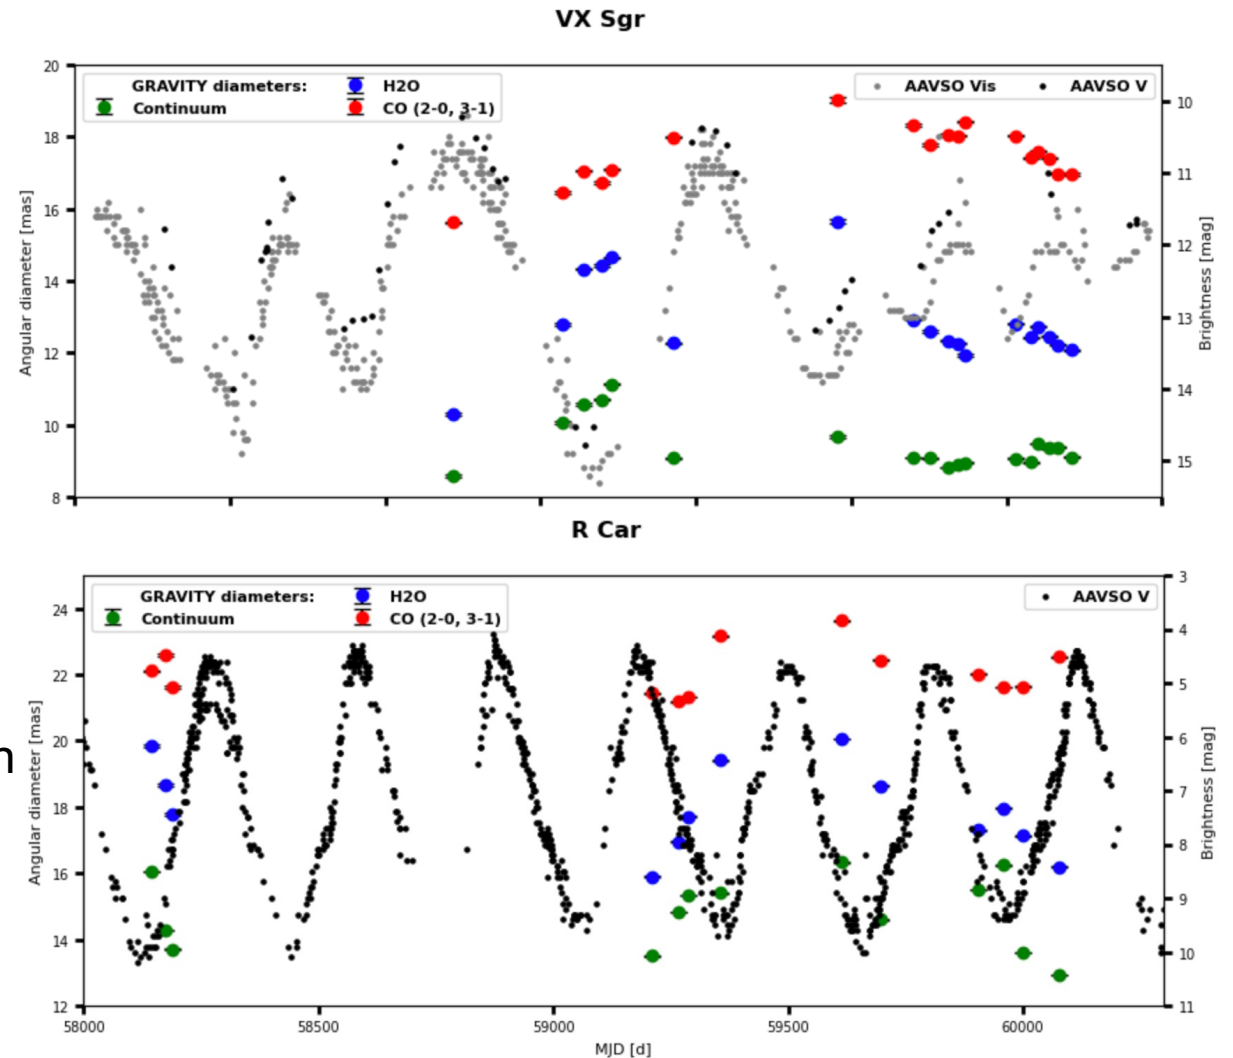 VX Sgr
GRAVITY diameters:
Continuum
H2O
CO (2-0, 3-1)
AAVSO Vis
AAVSO V
20
18
16
14
12
10
8
Angular diameter [mas]
10
11
12
13
14
15
Brightness [mag]
R Car
GRAVITY diameters:
Continuum
H2O
CO (2-0, 3-1)
AAVSO V
24
22
20
18
16
14
12
Angular diameter [mas]
n
3
4
5
6
7
8
9
10
11
Brightness [mag]
58000
58500
59000
59500
60000
MJD [d]